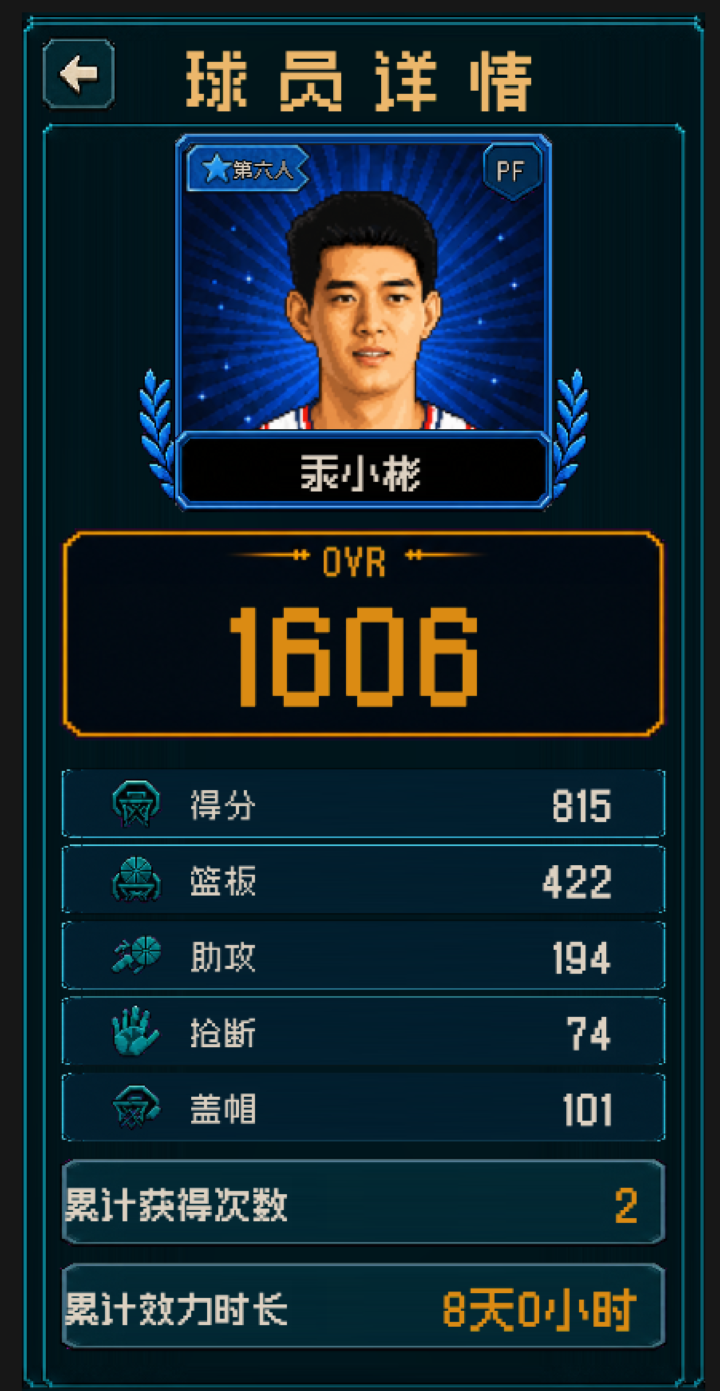 球员详情
第六人
PF
汞小彬
OVR
1606
得分 815
篮板 422
助攻 194
抢断 74
盖帽 101
累计获得次数 2
累计效力时长 8天0小时